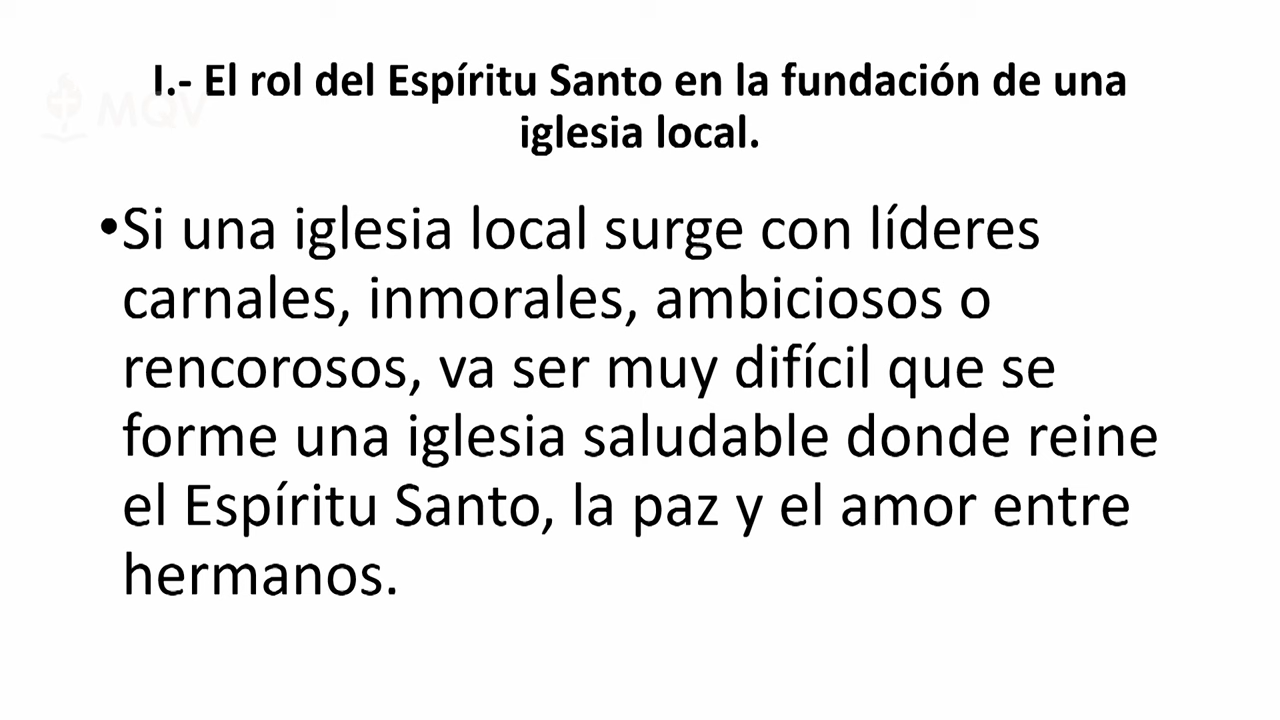 I.- El rol del Espíritu Santo en la fundación de una
iglesia local.
MQV
•Si una iglesia local surge con líderes
carnales, inmorales, ambiciosos o
rencorosos, va ser muy difícil que se
forme una iglesia saludable donde reine
el Espíritu Santo, la paz y el amor entre
hermanos.